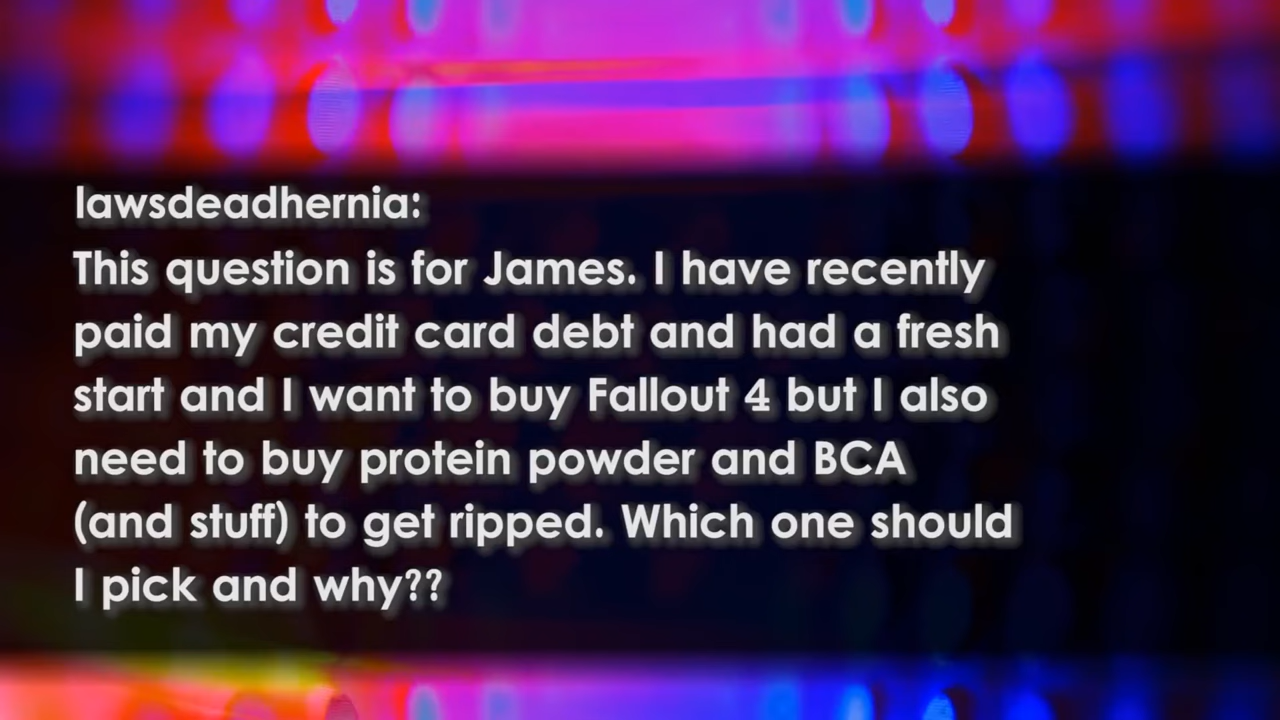 lawsdeadhernia:
This question is for James. I have recently
paid my credit card debt and had a fresh
start and I want to buy Fallout 4 but I also
need to buy protein powder and BCA
(and stuff) to get ripped. Which one should
I pick and why??